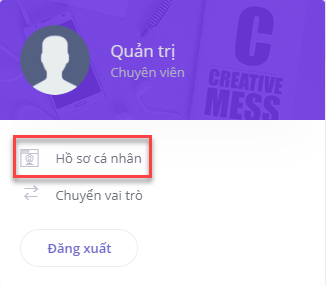 Quản trị
Chuyên viên
C
CREATIVE
MESS
Hồ sơ cá nhân
Chuyển vai trò
Đăng xuất